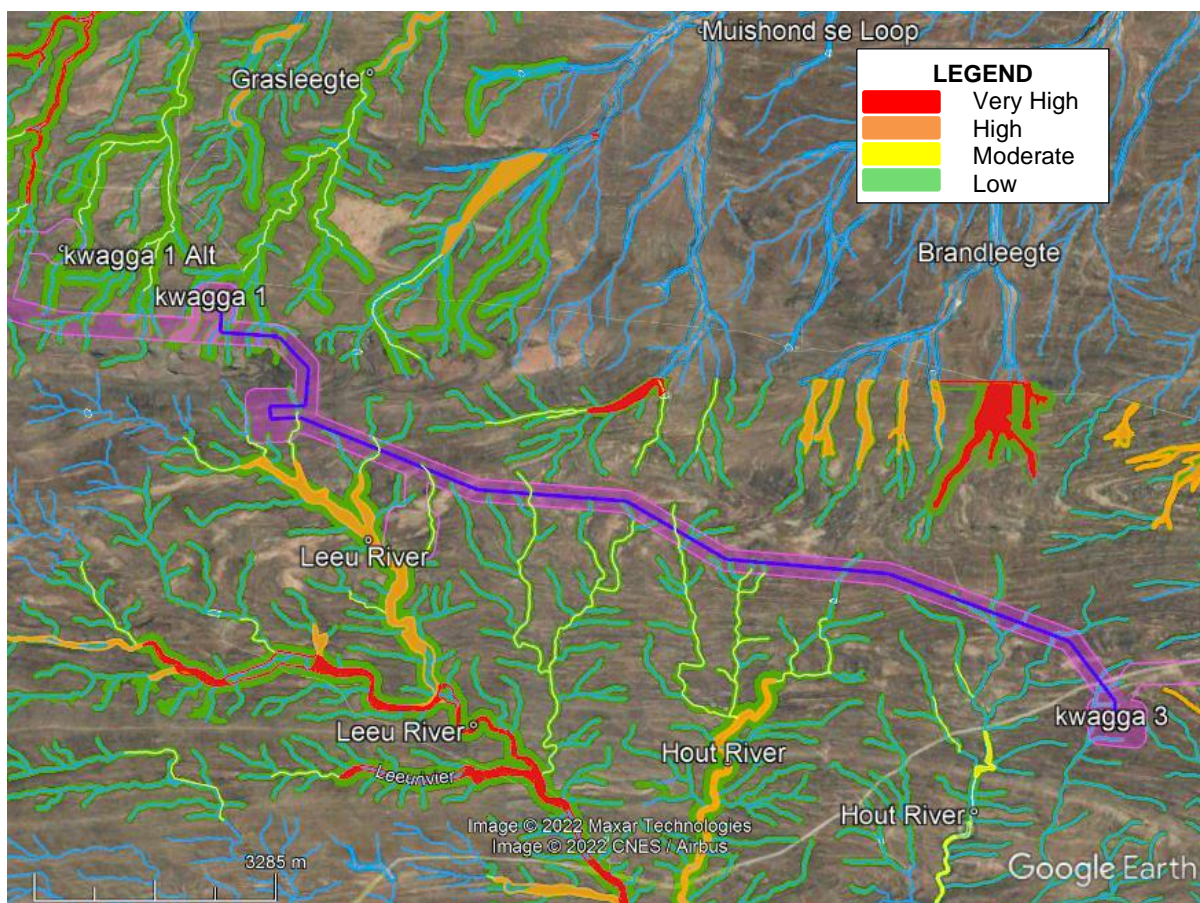 Muishond se Loop
LEGEND
Very High
High
Moderate
Low
Grasleegte
kwagga 1 Alt
kwagga 1
Brandleegte
Leeu River
Leeu River
Leeurivier
Hout River
kwagga 3
Hout River
Image © 2022 Maxar Technologies
Image © 2022 CNES / Airbus
3285 m
Google Earth